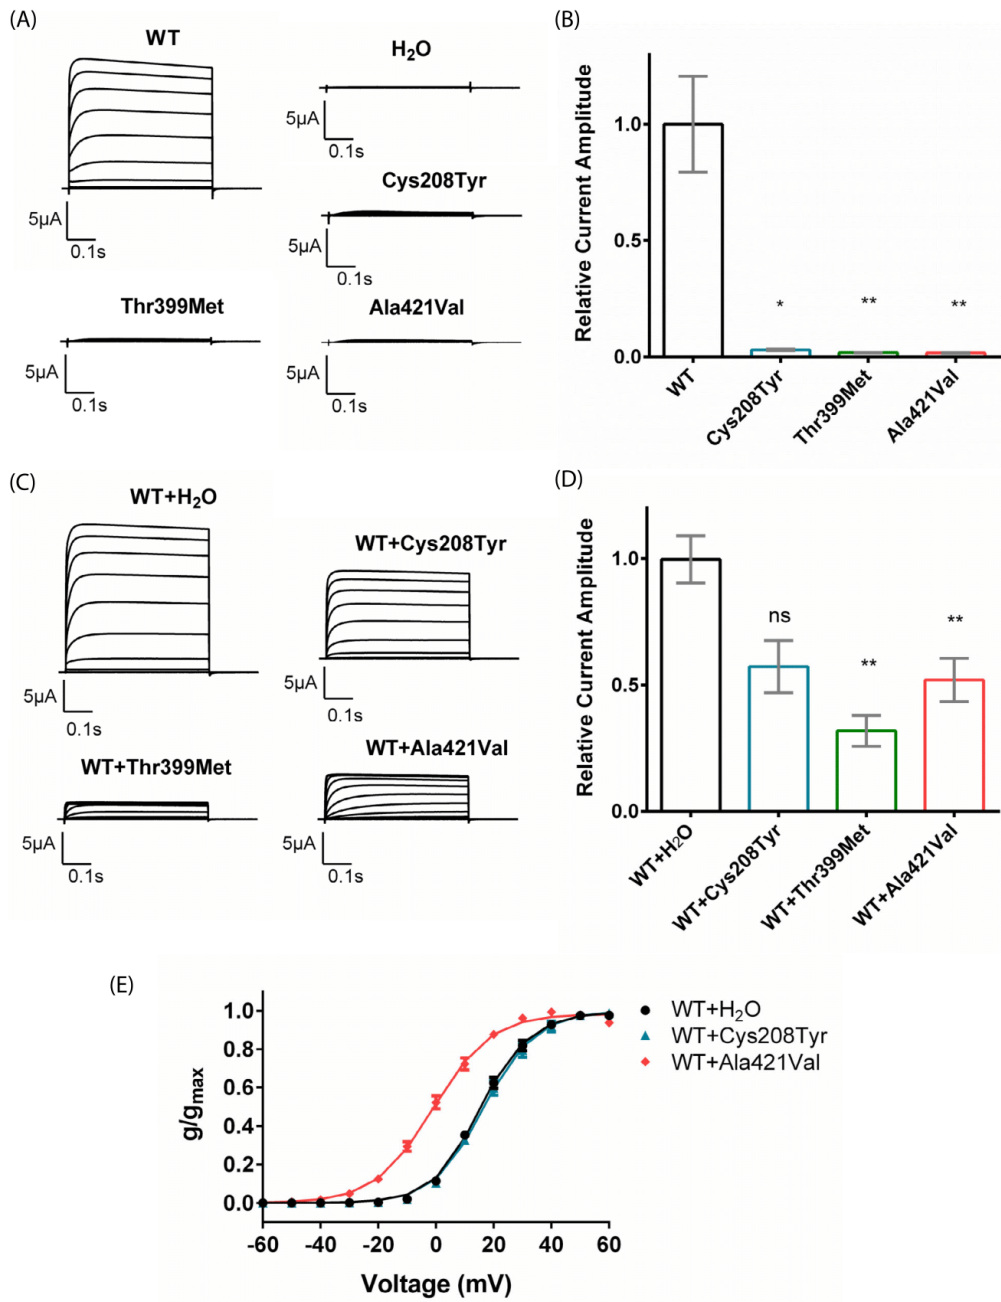 (A)
WT
5μA
0.1s
H₂O
5μA
0.1s
Cys208Tyr
5μA
0.1s
Thr399Met
5μA
0.1s
Ala421Val
5μA
0.1s
(B)
Relative Current Amplitude
1.0
0.5
0.0
*
**
**
WT
Cys208Tyr
Thr399Met
Ala421Val
(C)
WT+H₂O
5μA
0.1s
WT+Cys208Tyr
5μA
0.1s
WT+Thr399Met
5μA
0.1s
WT+Ala421Val
5μA
0.1s
(D)
Relative Current Amplitude
1.0
0.5
0.0
ns
**
**
WT+H₂O
WT+Cys208Tyr
WT+Thr399Met
WT+Ala421Val
(E)
g/gmax
1.0
0.8
0.6
0.4
0.2
0.0
-60 -40 -20 0 20 40 60
Voltage (mV)
WT+H₂O
WT+Cys208Tyr
WT+Ala421Val